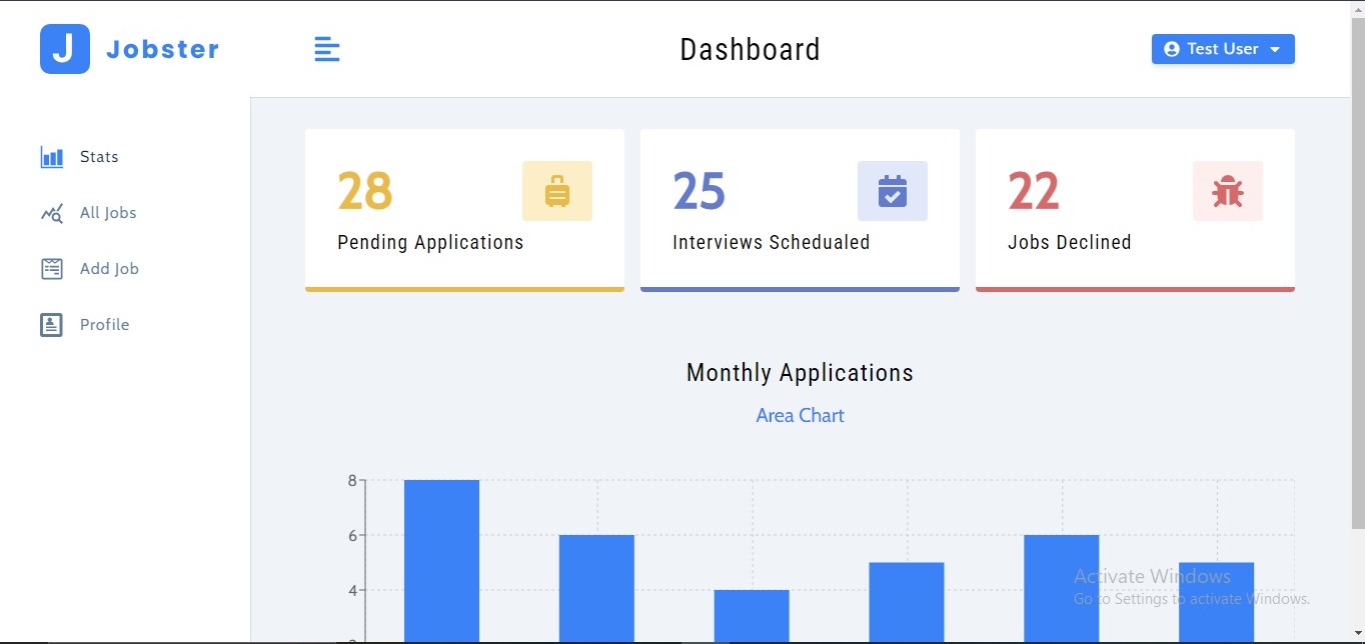 J Jobster
Dashboard
Test User
Stats
All Jobs
Add Job
Profile
28
Pending Applications
25
Interviews Schedualed
22
Jobs Declined
Monthly Applications
Area Chart
8
6
4
Activate Windows
Go to Settings to activate Windows.